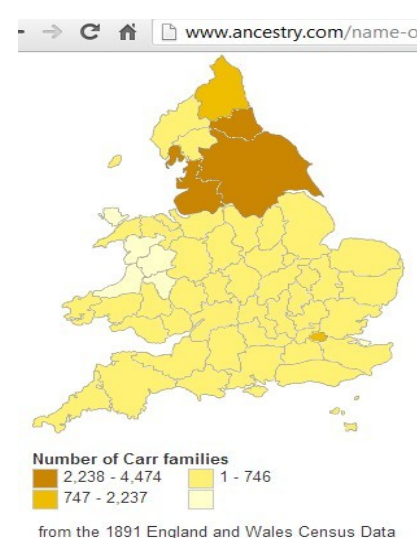 www.ancestry.com/name-o
Number of Carr families
2,238 - 4,474 1 - 746
747 - 2,237
from the 1891 England and Wales Census Data